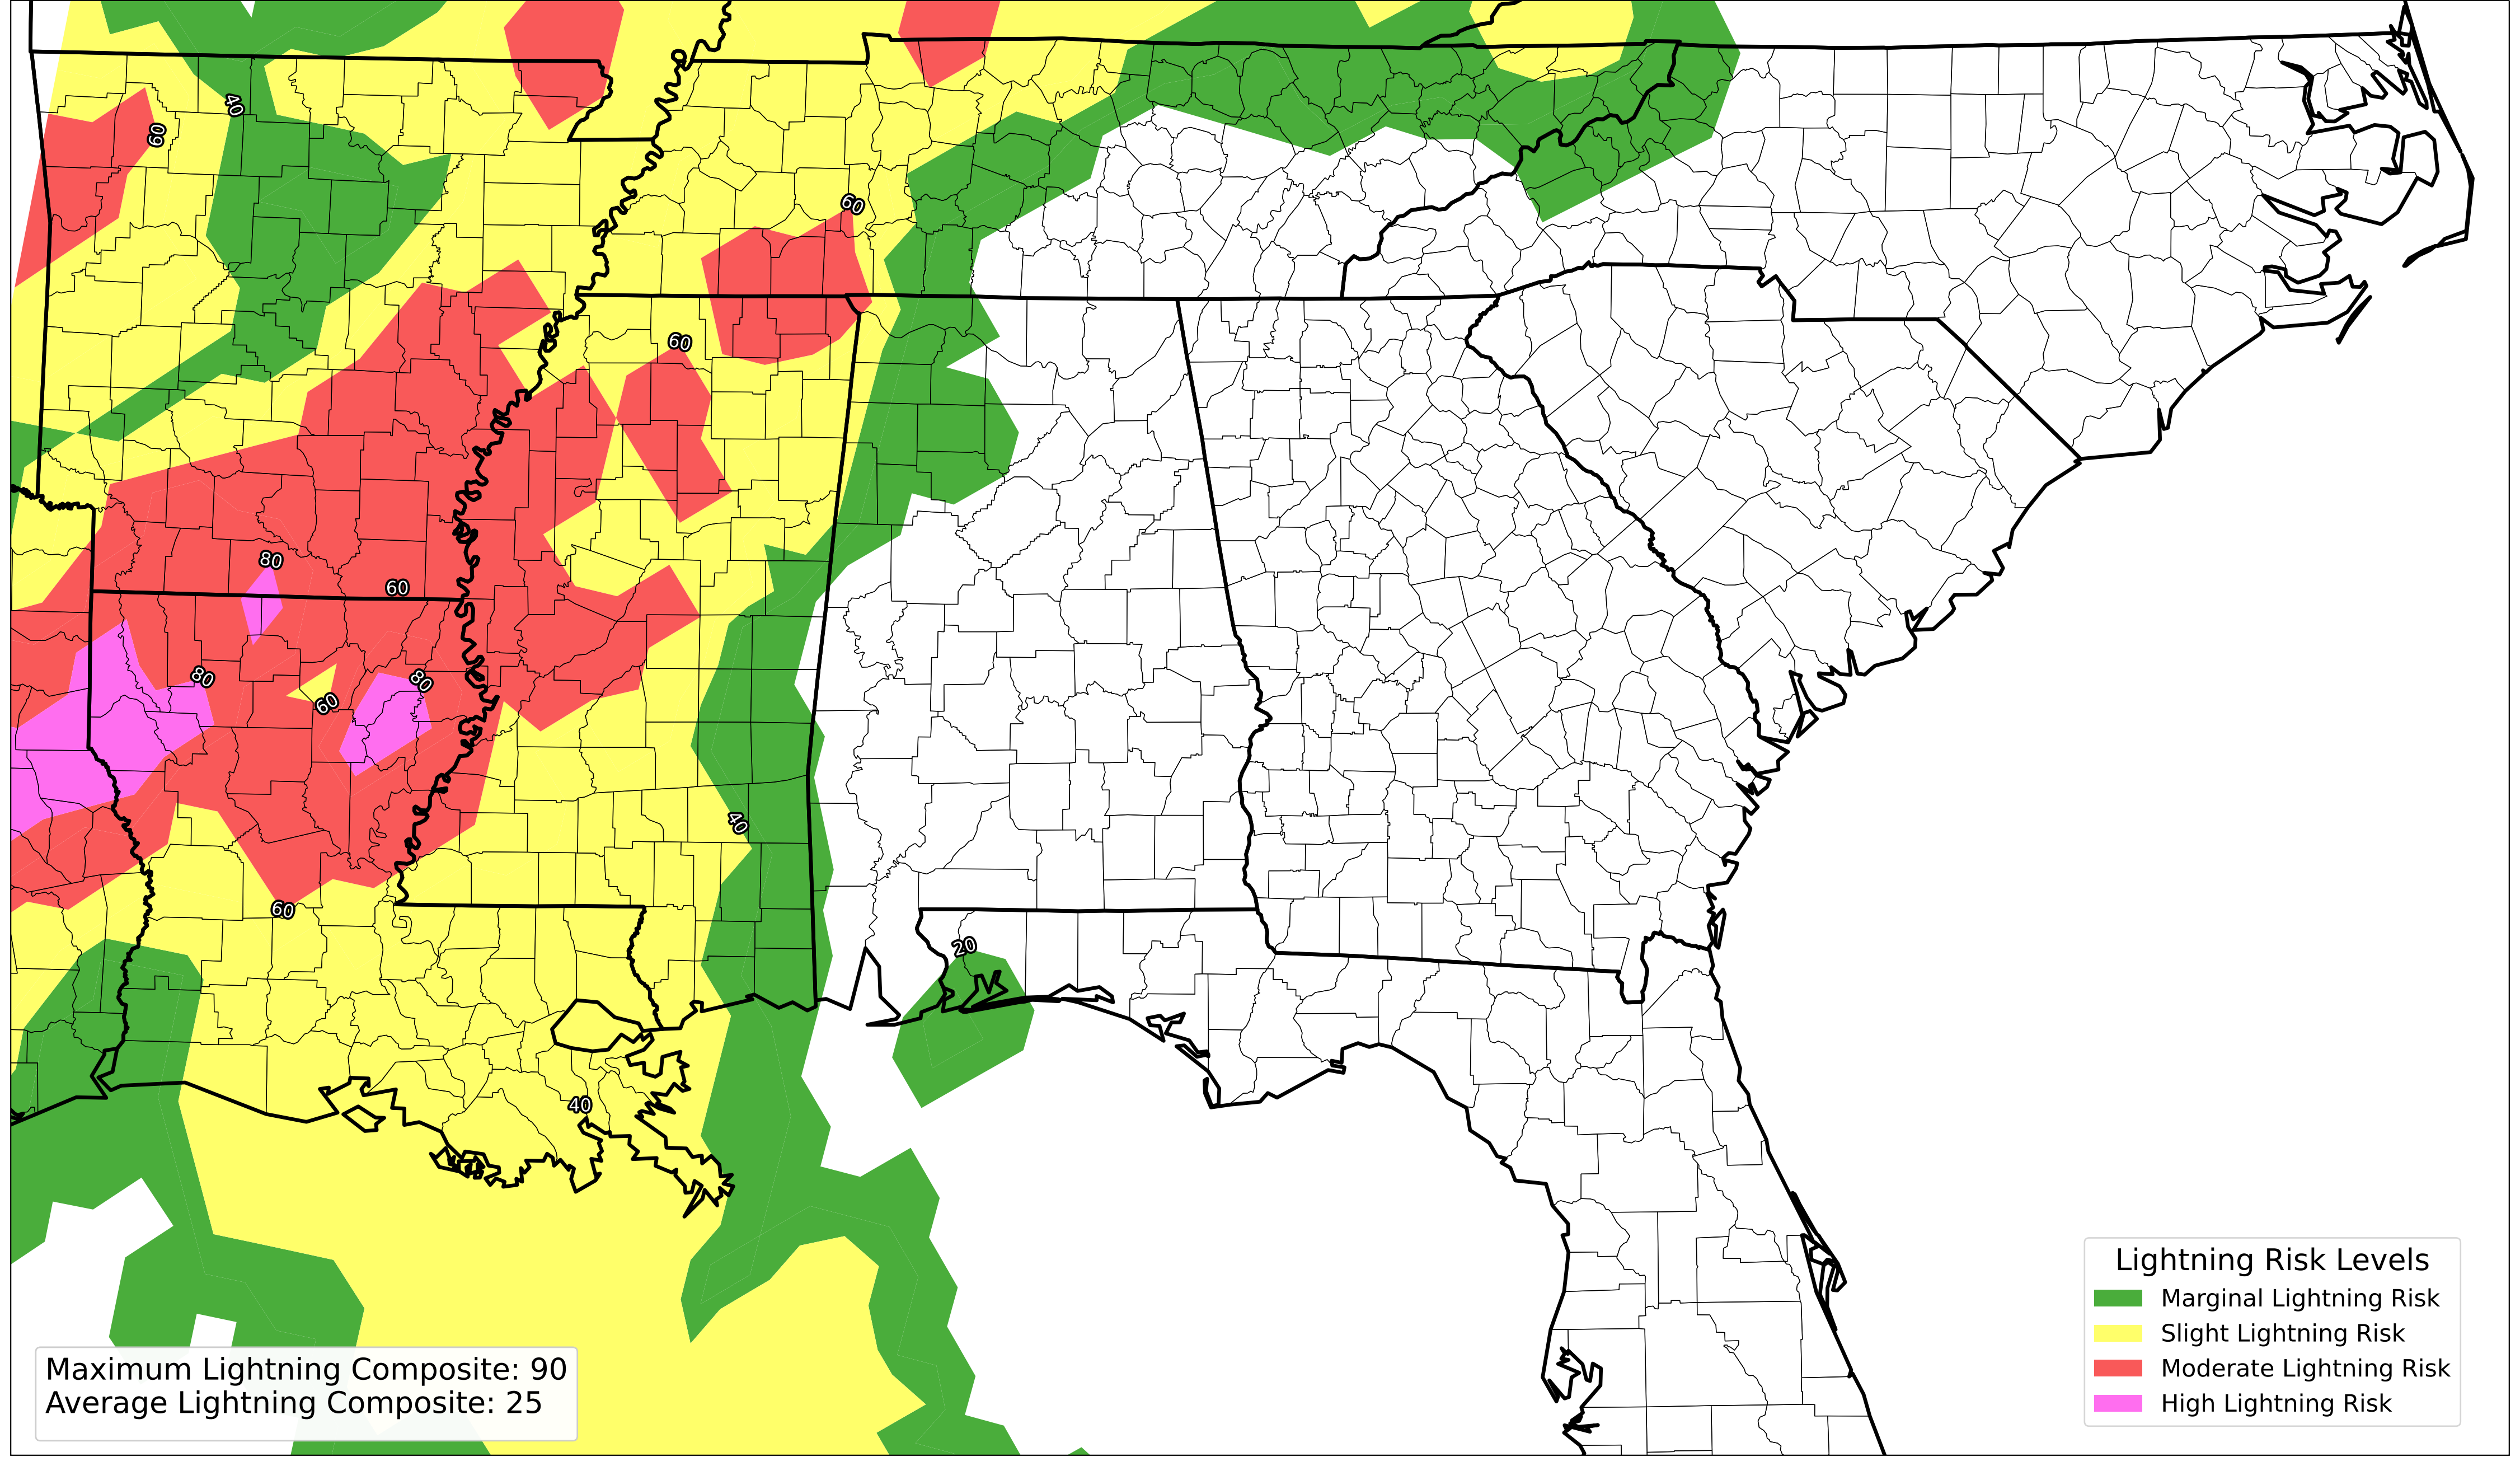 40
60
60
60
80
60
80
80
60
40
60
20
40
Lightning Risk Levels
Marginal Lightning Risk
Slight Lightning Risk
Moderate Lightning Risk
High Lightning Risk
Maximum Lightning Composite: 90
Average Lightning Composite: 25